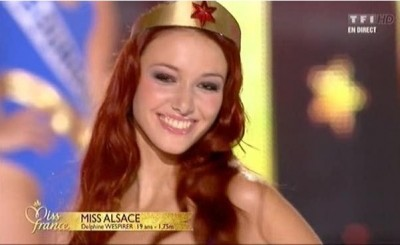 TF1 HD
EN DIRECT
Miss
france
MISS ALSACE
Delphine WESPISER 19 ans - 1,75m